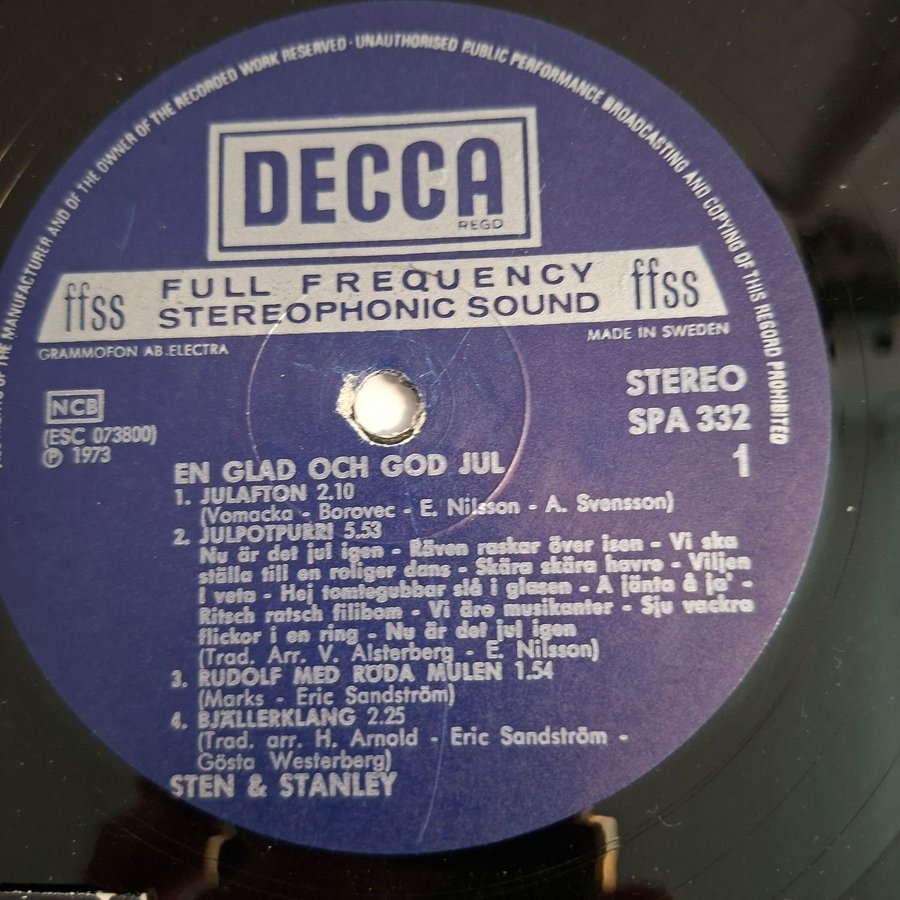 OF THE MANUFACTURER AND OF THE OWNER OF THE RECORDED WORK RESERVED · UNAUTHORISED PUBLIC PERFORMANCE BROADCASTING AND COPYING OF THIS RECORD PROHIBITED
DECCA
REGD
ffss FULL FREQUENCY STEREOPHONIC SOUND ffss
GRAMMOFON AB.ELECTRA
MADE IN SWEDEN
STEREO
NCB
SPA 332
(ESC 073800)
℗ 1973
1
EN GLAD OCH GOD JUL
1. JULAFTON 2.10
(Vomacka - Borovec - E. Nilsson - A. Svensson)
2. JULPOTPURRI 5.53
Nu är det jul igen - Räven raskar över isen - Vi ska
ställa till en roliger dans - Skära skära havre - Viljen
I veta - Hej tomtegubbar slå i glasen - A jänta å ja' -
Ritsch ratsch filibom - Vi äro musikanter - Sju vackra
flickor i en ring - Nu är det jul igen
(Trad. Arr. V. Alsterberg - E. Nilsson)
3. RUDOLF MED RÖDA MULEN 1.54
(Marks - Eric Sandström)
4. BJÄLLERKLANG 2.25
(Trad. arr. H. Arnold - Eric Sandström -
Gösta Westerberg)
STEN & STANLEY